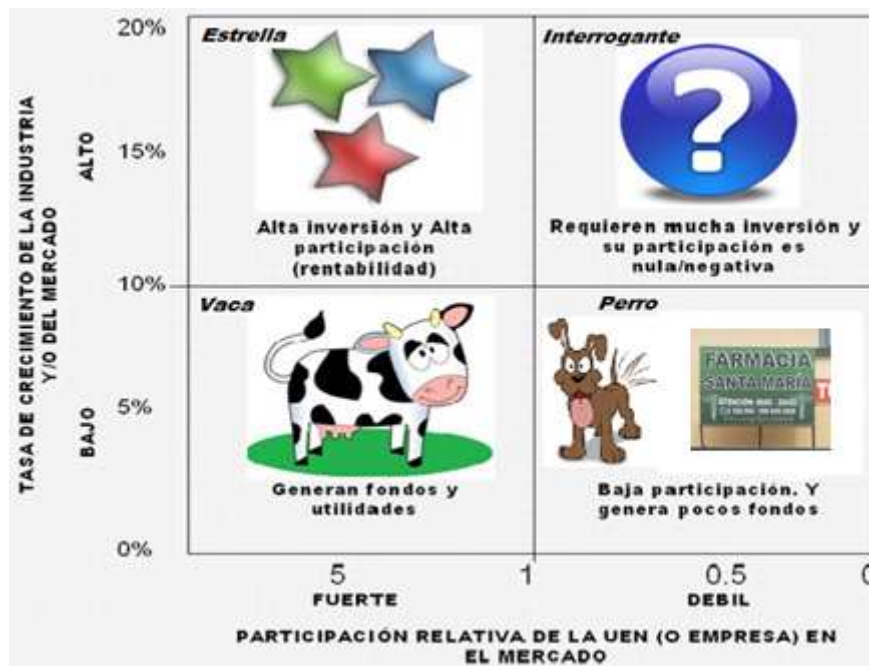 20%
Estrella
Interrogante
TASA DE CRECIMIENTO DE LA INDUSTRIA
Y/O DEL MERCADO
ALTO
15%
Alta inversión y Alta
participación
(rentabilidad)
Requieren mucha inversión y
su participación es
nula/negativa
10%
Vaca
Perro
FARMACIA
SANTA MARIA
BAJO
5%
Generan fondos y
utilidades
Baja participación. Y
genera pocos fondos
0%
5
1
0.5
0
FUERTE
DEBIL
PARTICIPACIÓN RELATIVA DE LA UEN (O EMPRESA) EN
EL MERCADO